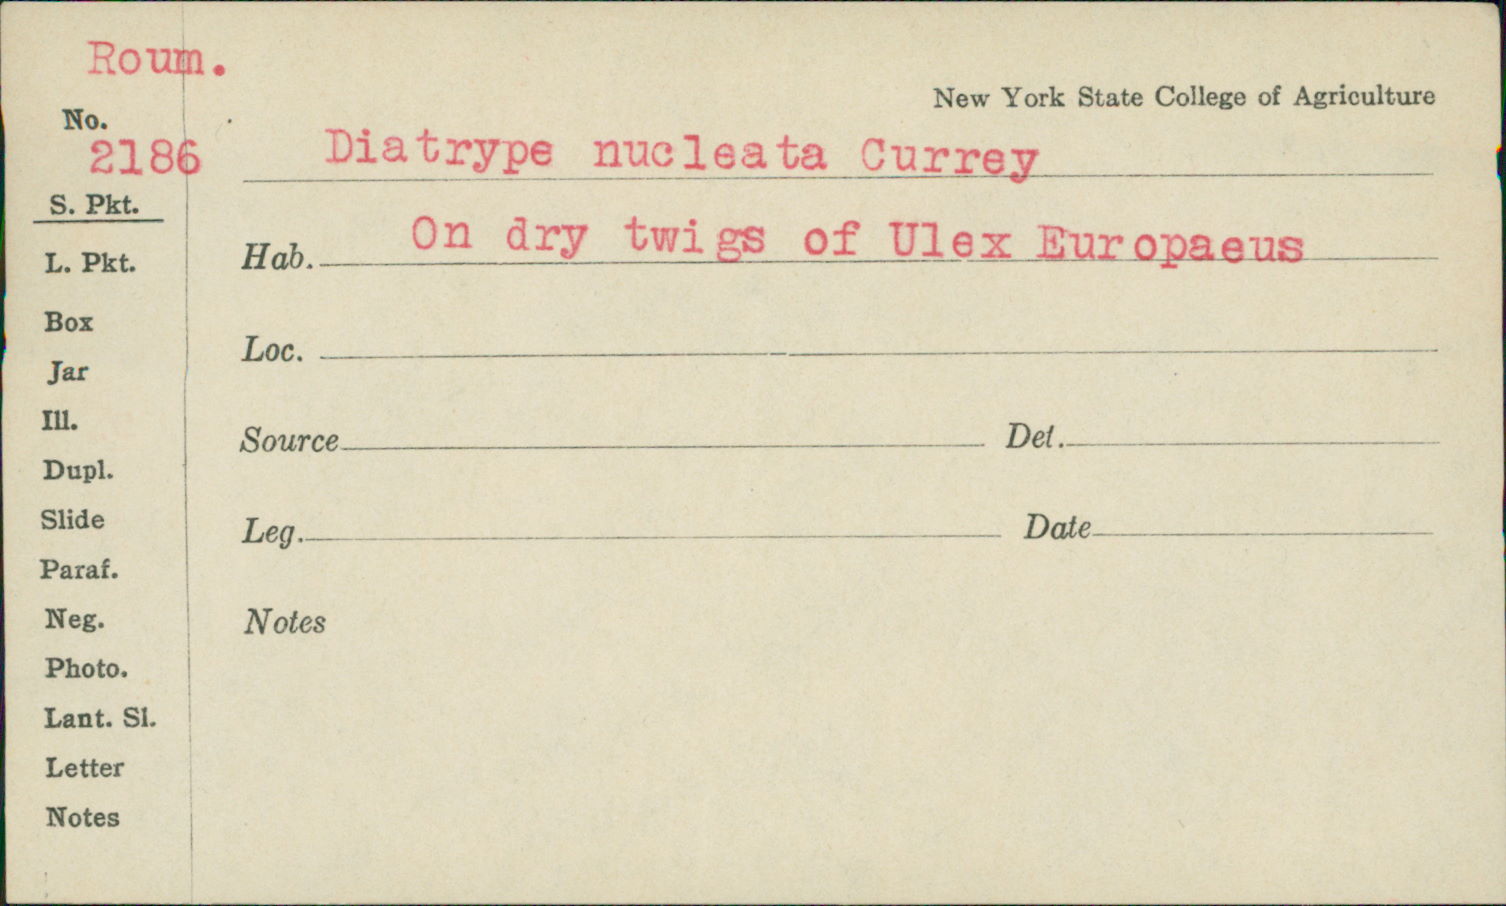 Roum.
New York State College of Agriculture
No.
2186
Diatrype nucleata Currey
S. Pkt.
Hab. On dry twigs of Ulex Europaeus
L. Pkt.
Box
Loc.
Jar
Ill.
Source Det.
Dupl.
Slide
Leg. Date
Paraf.
Neg.
Notes
Photo.
Lant. Sl.
Letter
Notes